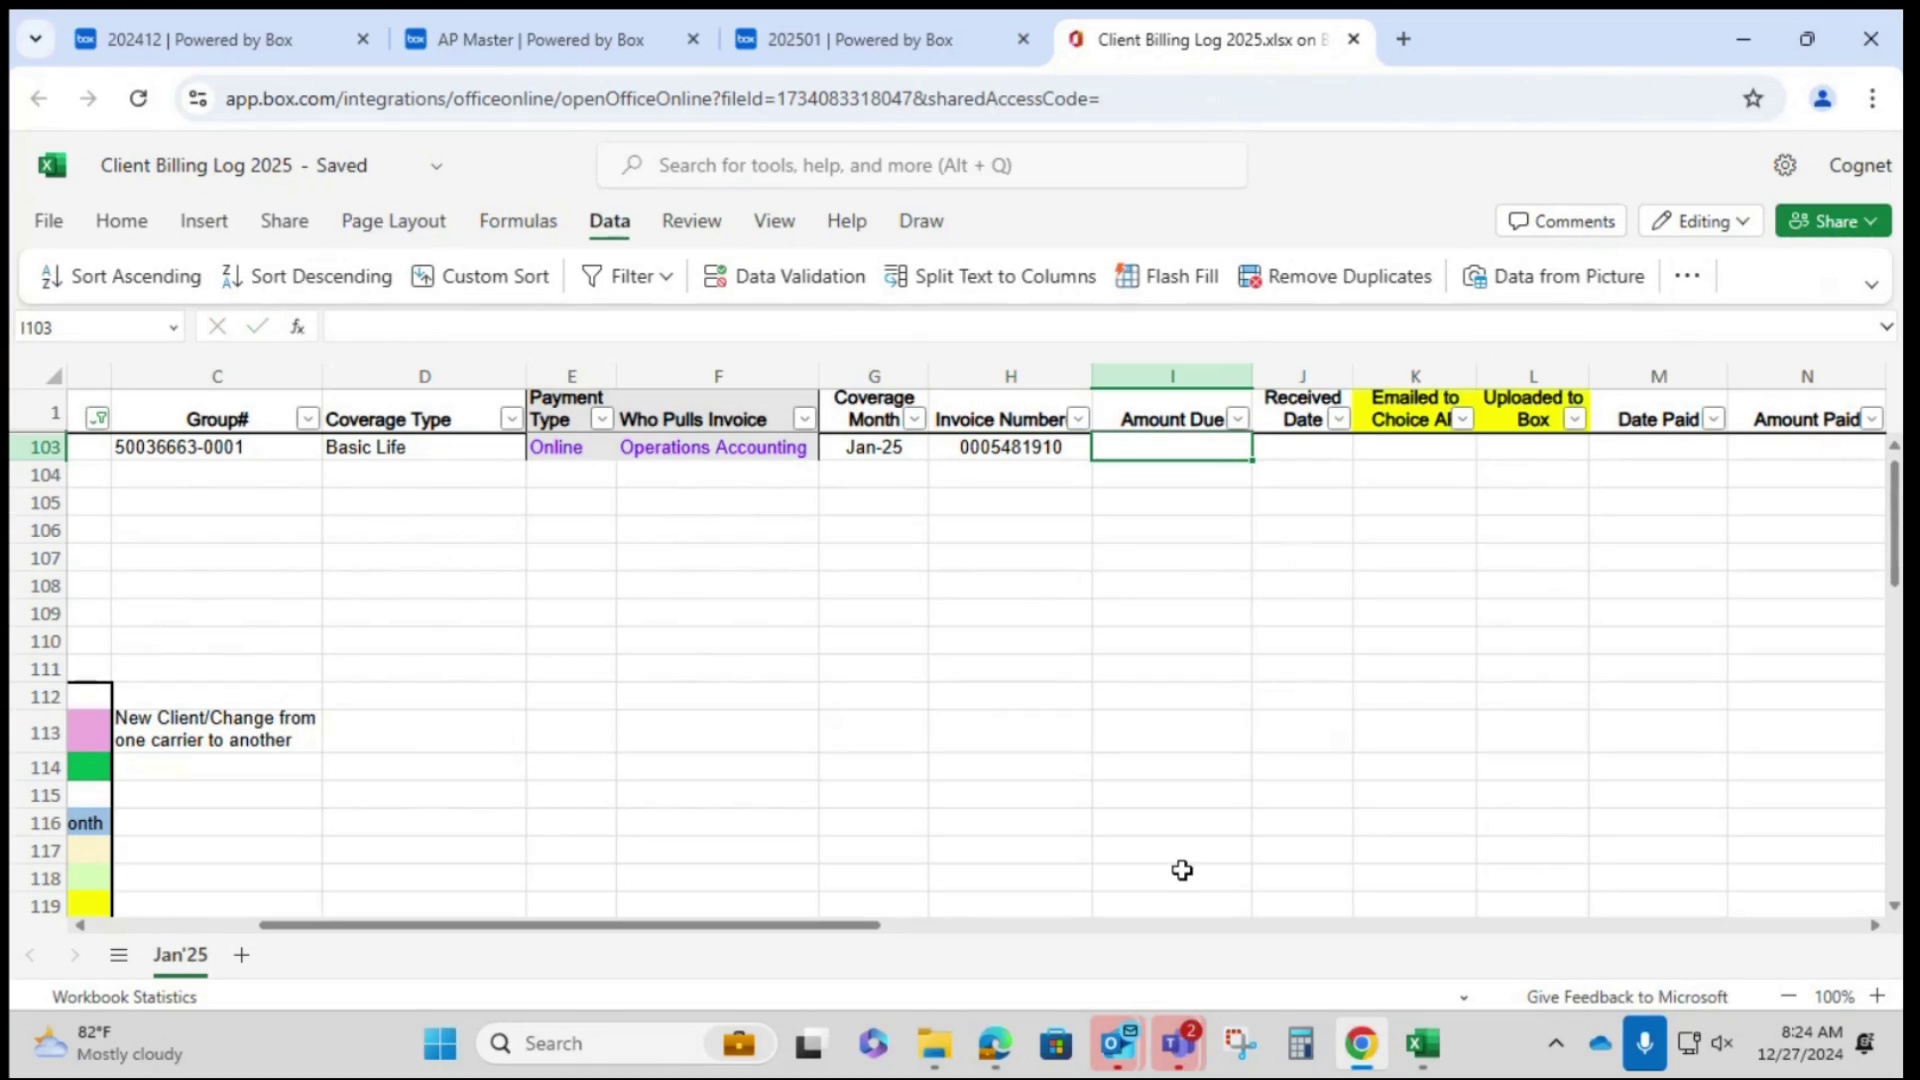 202412 | Powered by Box
AP Master | Powered by Box
202501 | Powered by Box
Client Billing Log 2025.xlsx on B
app.box.com/integrations/officeonline/openOfficeOnline?fileId=1734083318047&sharedAccessCode=
Client Billing Log 2025 - Saved
Search for tools, help, and more (Alt + Q)
Cognet
File Home Insert Share Page Layout Formulas Data Review View Help Draw
Comments Editing Share
Sort Ascending Sort Descending Custom Sort Filter Data Validation Split Text to Columns Flash Fill Remove Duplicates Data from Picture
I103
C D E F G H I J K L M N
1 Group# Coverage Type Payment Type Who Pulls Invoice Coverage Month Invoice Number Amount Due Received Date Emailed to Choice AP Uploaded to Box Date Paid Amount Paid
103 50036663-0001 Basic Life Online Operations Accounting Jan-25 0005481910
104
105
106
107
108
109
110
111
112
113 New Client/Change from one carrier to another
114
115
116 onth
117
118
119
Jan'25
Workbook Statistics
Give Feedback to Microsoft
100%
82°F
Mostly cloudy
Search
2
8:24 AM
12/27/2024